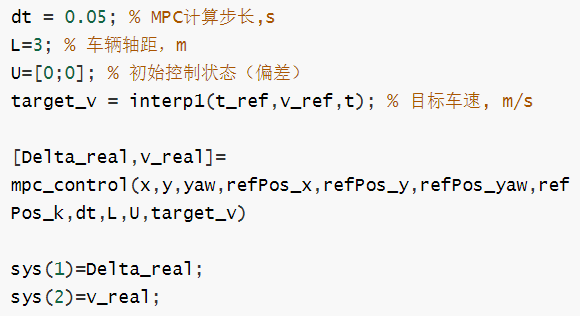 dt = 0.05; % MPC计算步长,s
L=3; % 车辆轴距，m
U=[0;0]; % 初始控制状态（偏差）
target_v = interp1(t_ref,v_ref,t); % 目标车速, m/s
[Delta_real,v_real]=
mpc_control(x,y,yaw,refPos_x,refPos_y,refPos_yaw,ref
Pos_k,dt,L,U,target_v)
sys(1)=Delta_real;
sys(2)=v_real;